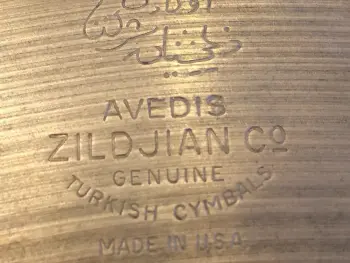 AVEDIS
ZILDJIAN CO
GENUINE
TURKISH CYMBALS
MADE IN U.S.A.